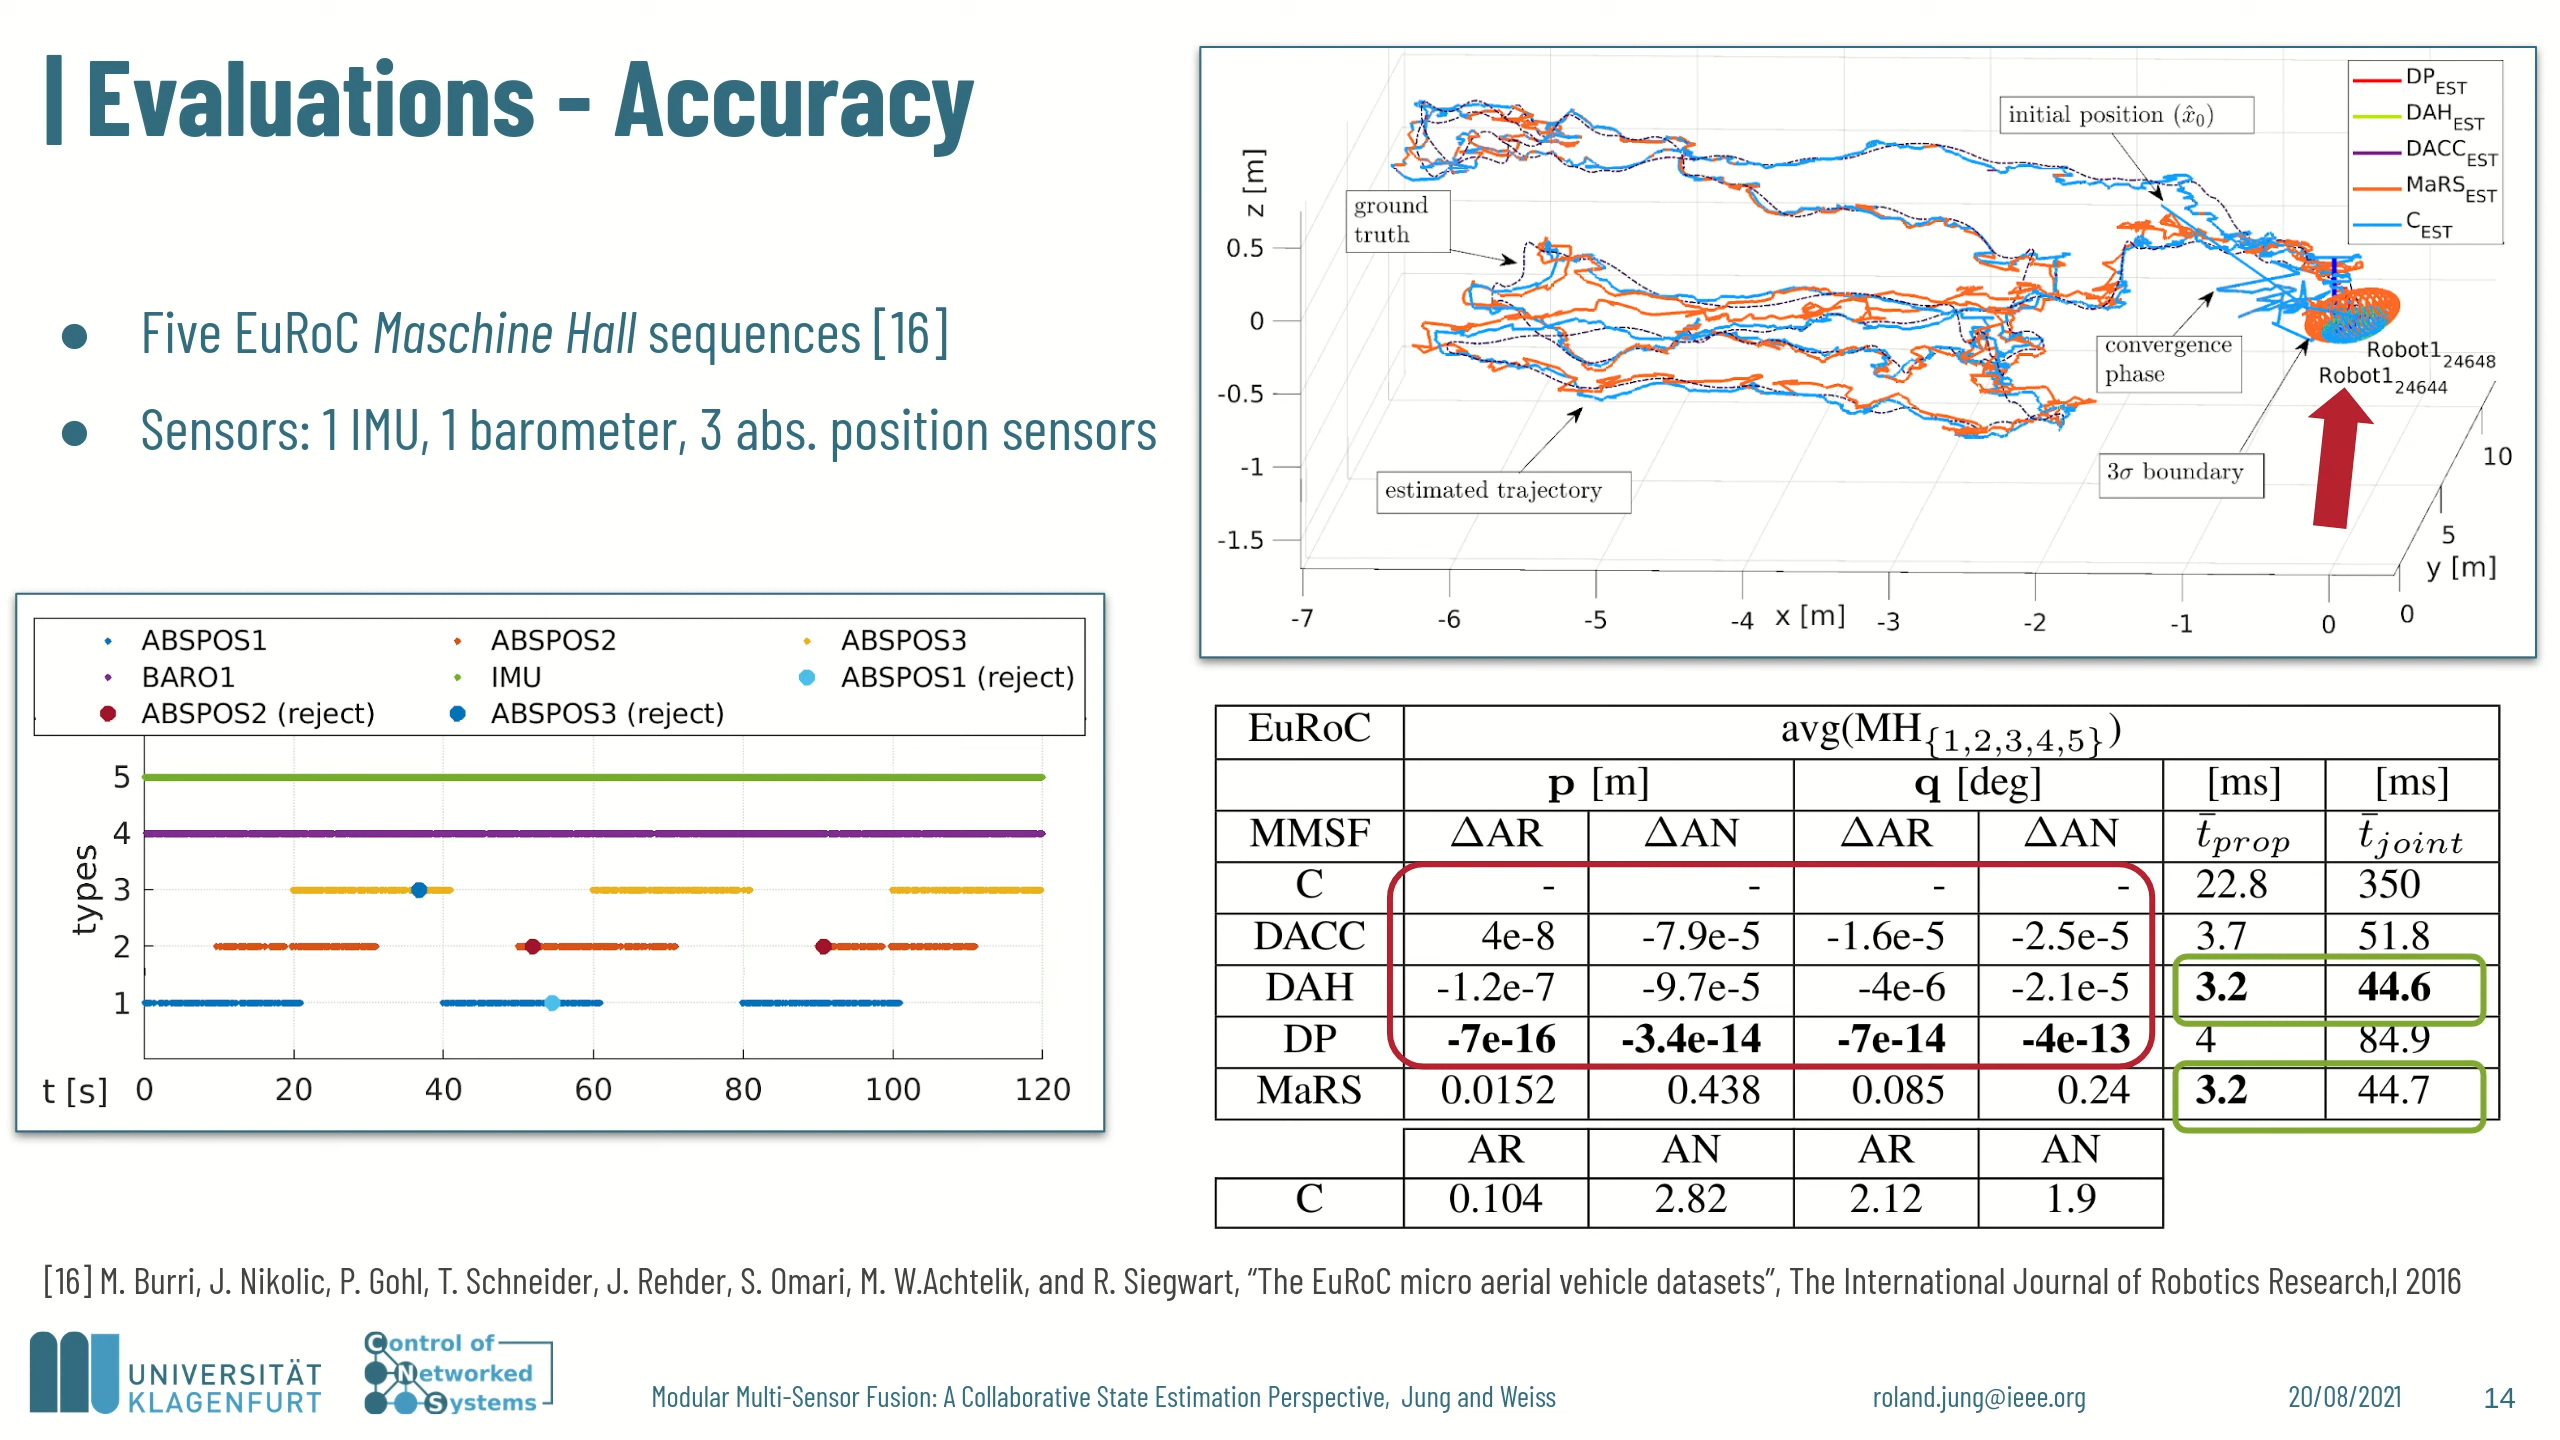 Evaluations - Accuracy
● Five EuRoC Maschine Hall sequences [16]
● Sensors: 1 IMU, 1 barometer, 3 abs. position sensors
DP_EST
DAH_EST
DACC_EST
MaRS_EST
C_EST
initial position (x̂₀)
ground
truth
convergence
phase
3σ boundary
estimated trajectory
Robot1_24648
Robot1_24644
z [m]
0.5
0
-0.5
-1
-1.5
-7 -6 -5 -4 x [m] -3 -2 -1 0
0 5 10
y [m]
ABSPOS1 ABSPOS2 ABSPOS3
BARO1 IMU ABSPOS1 (reject)
ABSPOS2 (reject) ABSPOS3 (reject)
types
5
4
3
2
1
t [s] 0 20 40 60 80 100 120
EuRoC avg(MH_{1,2,3,4,5})
p [m] q [deg] [ms] [ms]
MMSF ΔAR ΔAN ΔAR ΔAN t̄_prop t̄_joint
C - - - - 22.8 350
DACC 4e-8 -7.9e-5 -1.6e-5 -2.5e-5 3.7 51.8
DAH -1.2e-7 -9.7e-5 -4e-6 -2.1e-5 3.2 44.6
DP -7e-16 -3.4e-14 -7e-14 -4e-13 4 84.9
MaRS 0.0152 0.438 0.085 0.24 3.2 44.7
AR AN AR AN
C 0.104 2.82 2.12 1.9
[16] M. Burri, J. Nikolic, P. Gohl, T. Schneider, J. Rehder, S. Omari, M. W.Achtelik, and R. Siegwart, “The EuRoC micro aerial vehicle datasets”, The International Journal of Robotics Research,l 2016
UNIVERSITÄT
KLAGENFURT
Control of
Networked
Systems
Modular Multi-Sensor Fusion: A Collaborative State Estimation Perspective, Jung and Weiss
roland.jung@ieee.org
20/08/2021
14